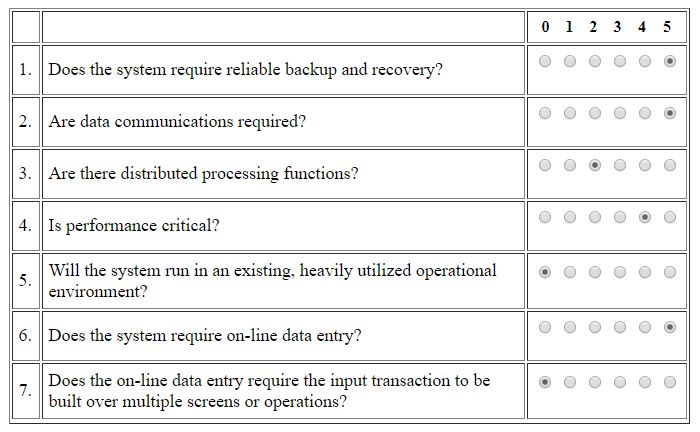 0 1 2 3 4 5
1. Does the system require reliable backup and recovery?
2. Are data communications required?
3. Are there distributed processing functions?
4. Is performance critical?
5. Will the system run in an existing, heavily utilized operational
environment?
6. Does the system require on-line data entry?
7. Does the on-line data entry require the input transaction to be
built over multiple screens or operations?